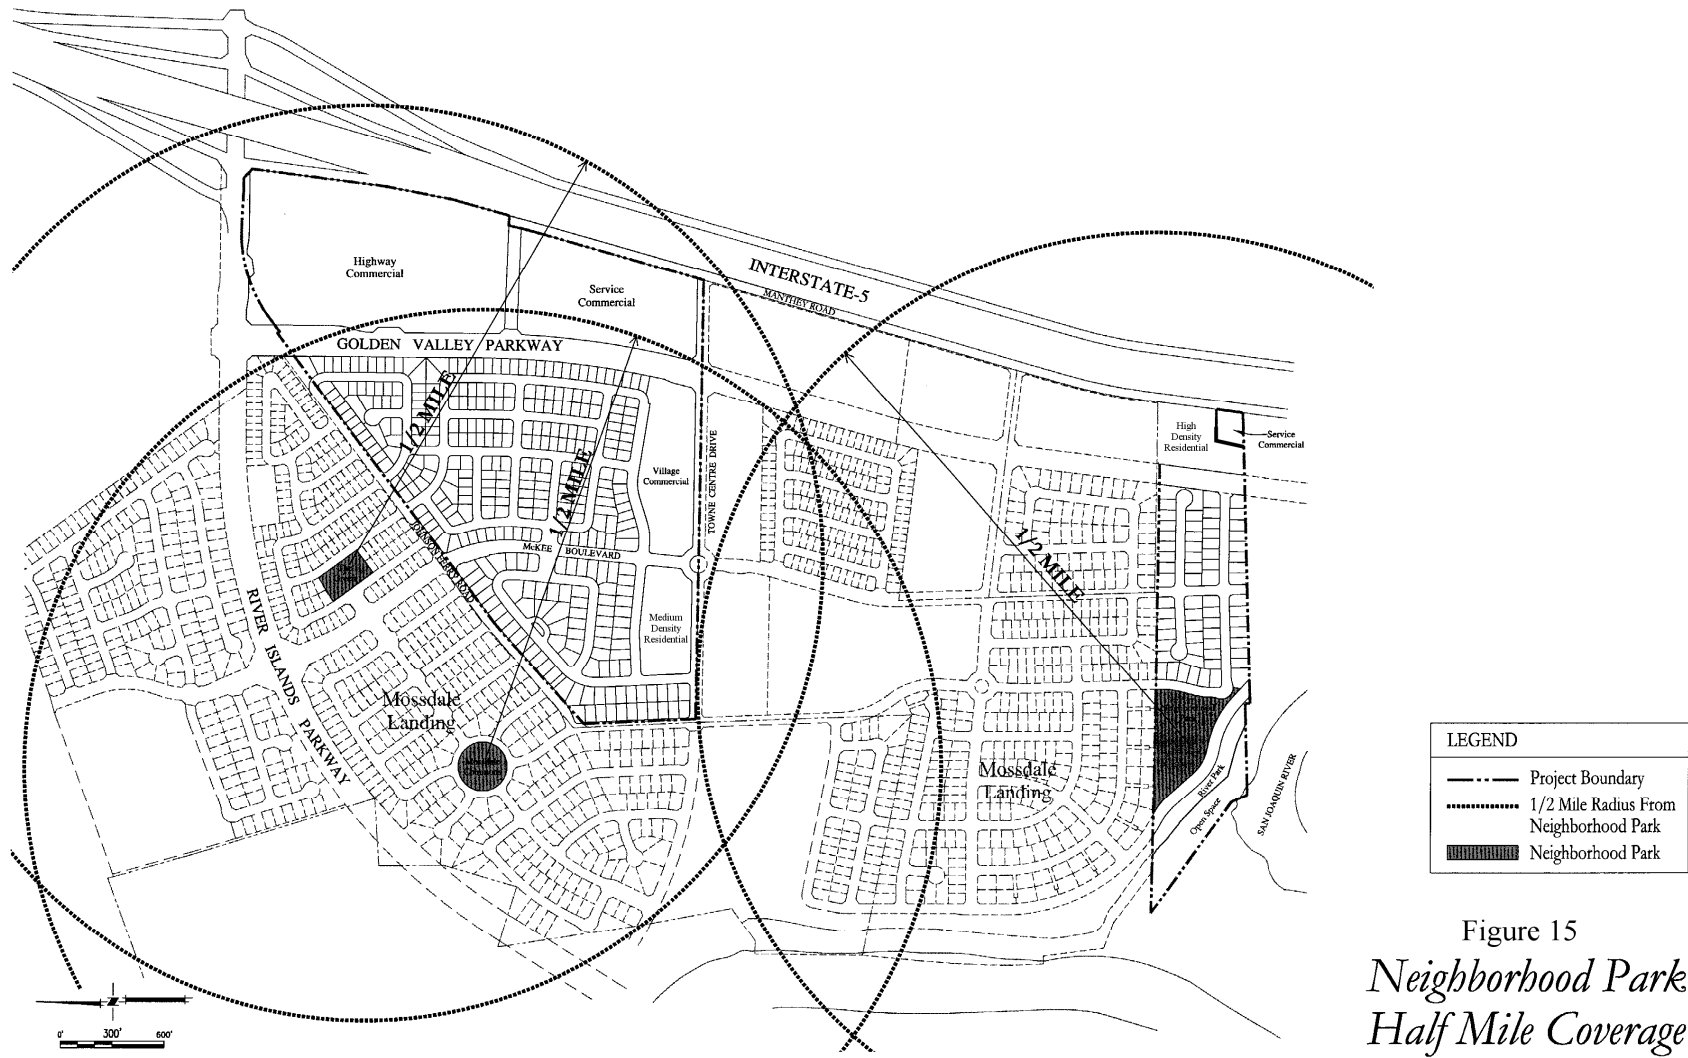 Highway
Commercial
Service
Commercial
INTERSTATE-5
MANTHEY ROAD
GOLDEN VALLEY PARKWAY
1/2 MILE
1/2 MILE
1/2 MILE
Village
Commercial
TOWNE CENTRE DRIVE
High
Density
Residential
Service
Commercial
McKEE BOULEVARD
ROAD
Medium
Density
Residential
RIVER ISLANDS PARKWAY
Mossdale
Landing
Mossdale
Landing
River Park
Open Space
SAN JOAQUIN RIVER
LEGEND
Project Boundary
1/2 Mile Radius From
Neighborhood Park
Neighborhood Park
Figure 15
Neighborhood Park
Half Mile Coverage
Z
0' 300' 600'